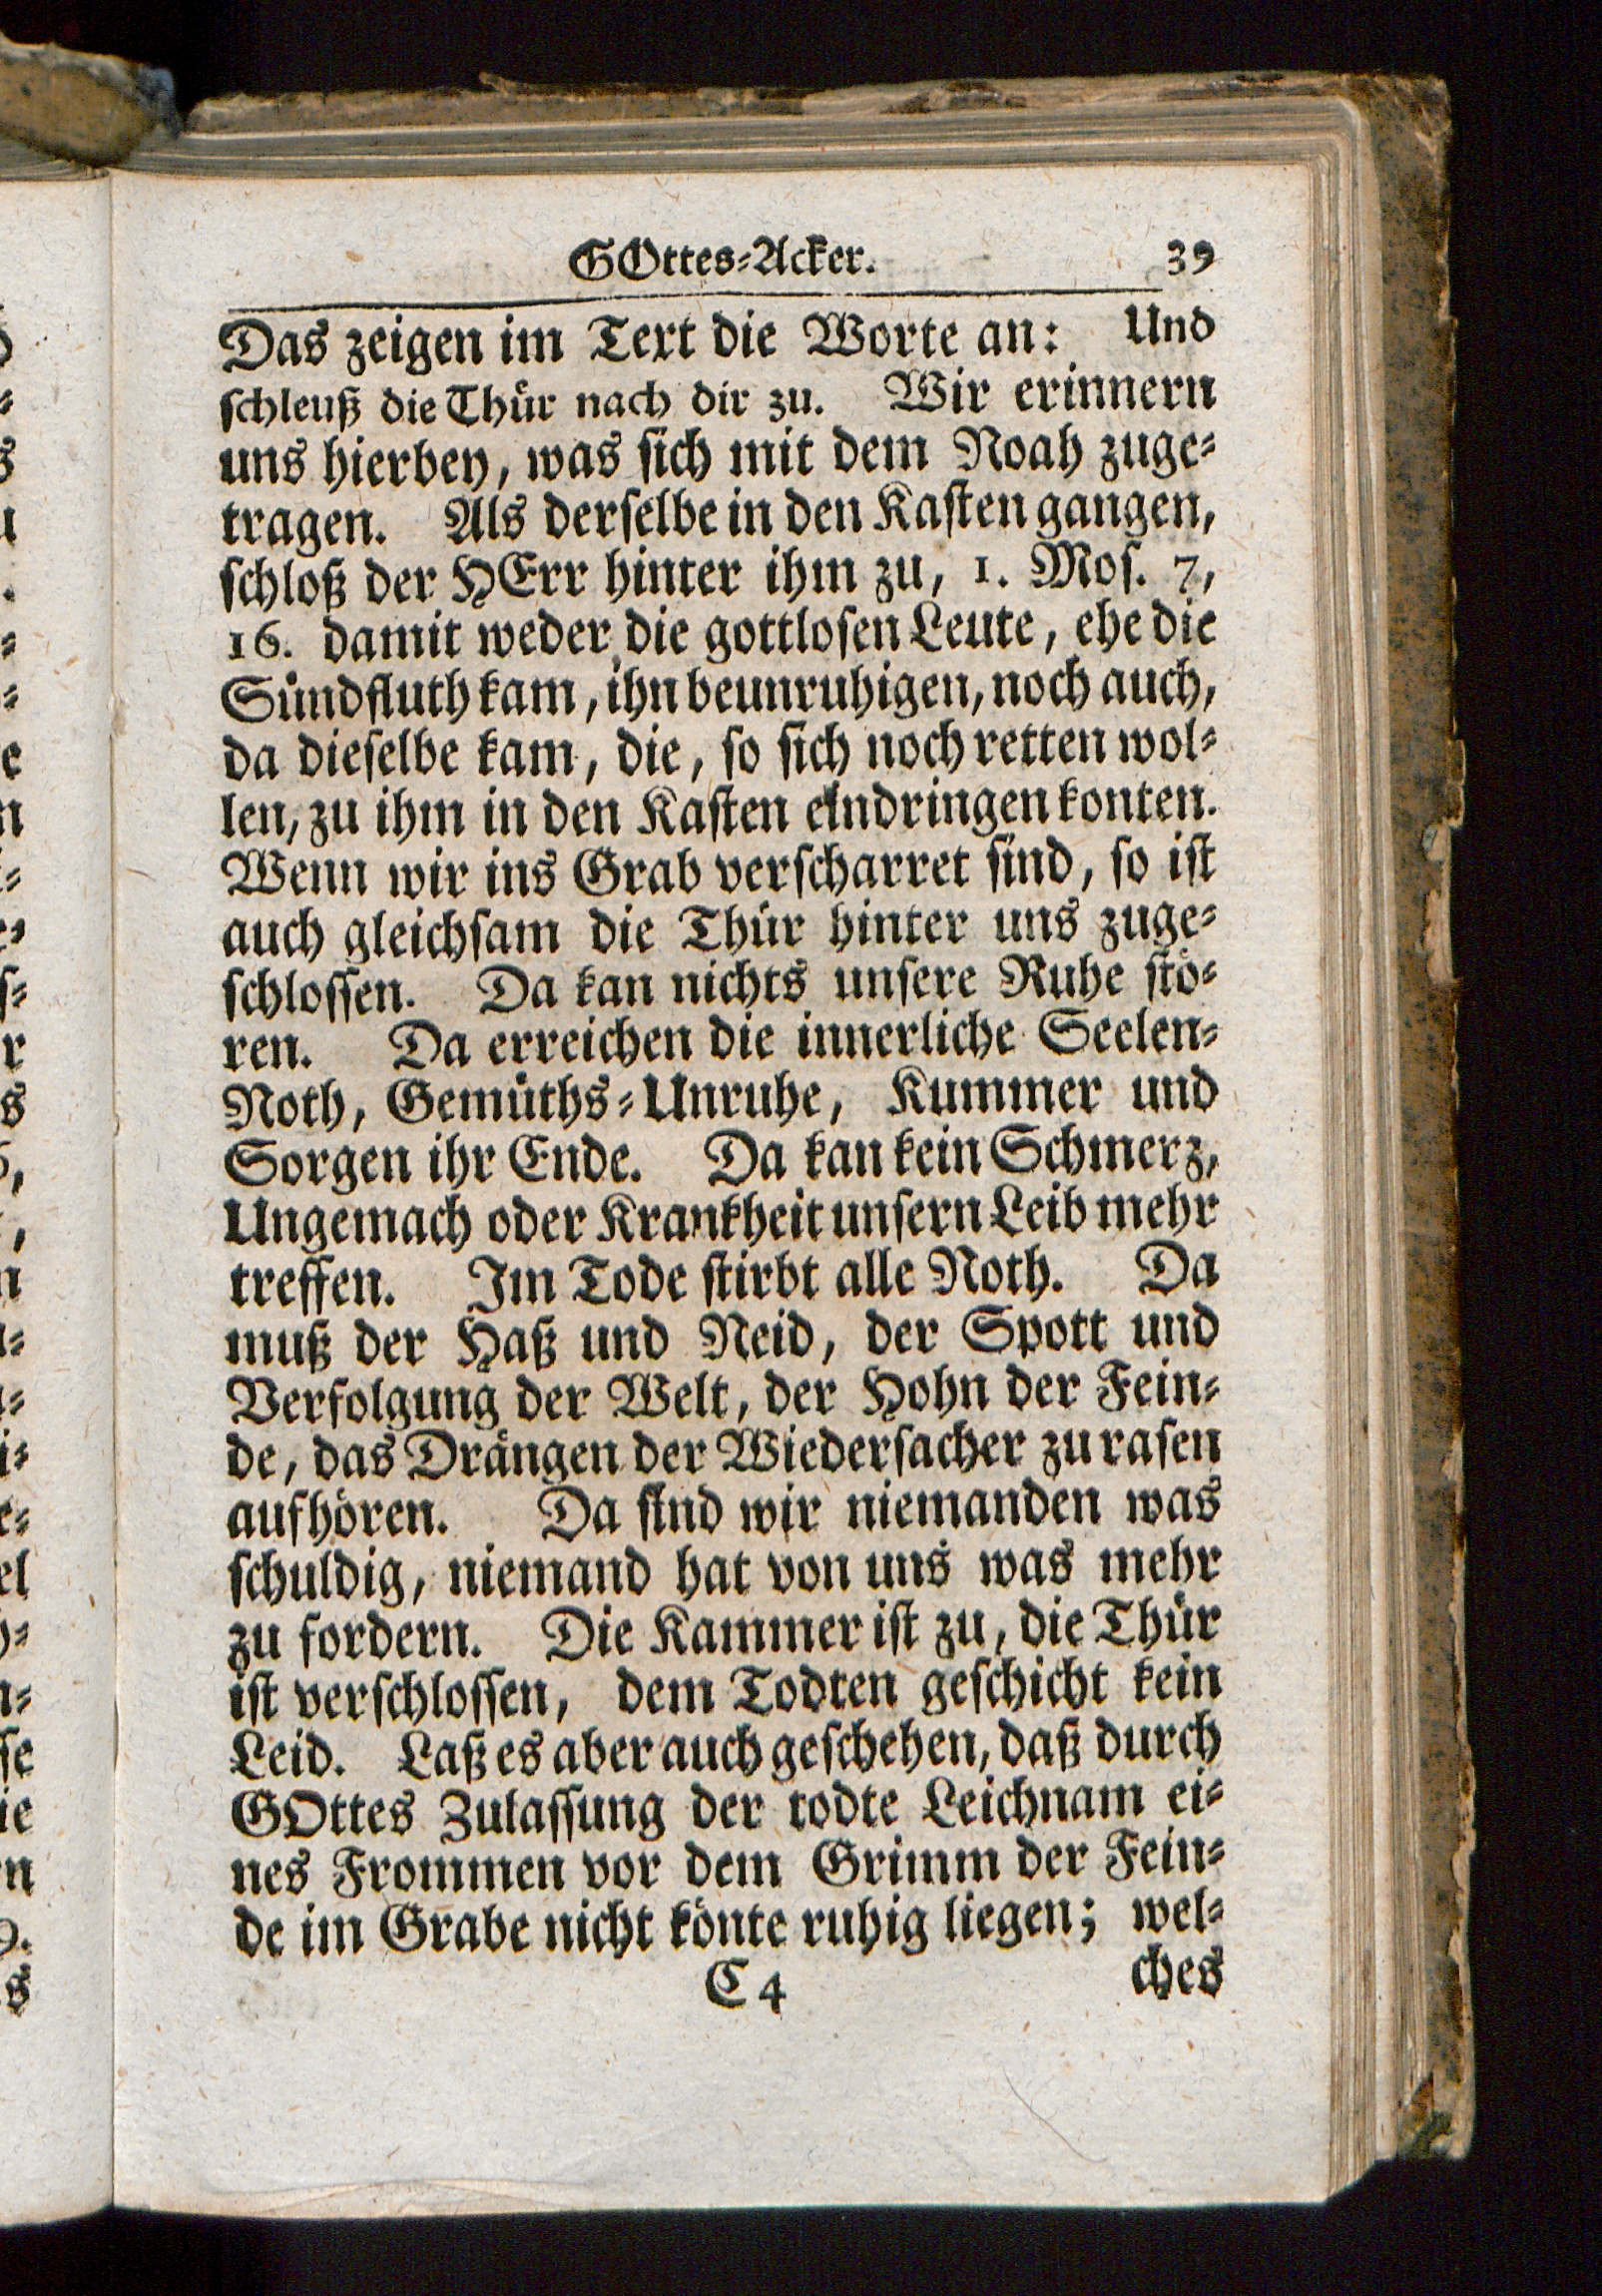 GOttes-Acker. 39
Das zeigen im Text die Worte an: Und
schleuß die Thür nach dir zu. Wir erinnern
uns hierbey, was sich mit dem Noah zuge-
tragen. Als derselbe in den Kasten gangen,
schloß der HErr hinter ihm zu, 1. Mos. 7,
16. damit weder die gottlosen Leute, ehe die
Sündfluth kam, ihn beunruhigen, noch auch,
da dieselbe kam, die, so sich noch retten wol-
len, zu ihm in den Kasten eindringen konten.
Wenn wir ins Grab verscharret sind, so ist
auch gleichsam die Thür hinter uns zuge-
schlossen. Da kan nichts unsere Ruhe stö-
ren. Da erreichen die innerliche Seelen-
Noth, Gemüths-Unruhe, Kummer und
Sorgen ihr Ende. Da kan kein Schmerz,
Ungemach oder Krankheit unsern Leib mehr
treffen. Im Tode stirbt alle Noth. Da
muß der Haß und Neid, der Spott und
Verfolgung der Welt, der Hohn der Fein-
de, das Drängen der Wiedersacher zu rasen
aufhören. Da sind wir niemanden was
schuldig, niemand hat von uns was mehr
zu fordern. Die Kammer ist zu, die Thür
ist verschlossen, dem Todten geschicht kein
Leid. Laß es aber auch geschehen, daß durch
GOttes Zulassung der todte Leichnam ei-
nes Frommen vor dem Grimm der Fein-
de im Grabe nicht könte ruhig liegen; wel-
C 4 ches